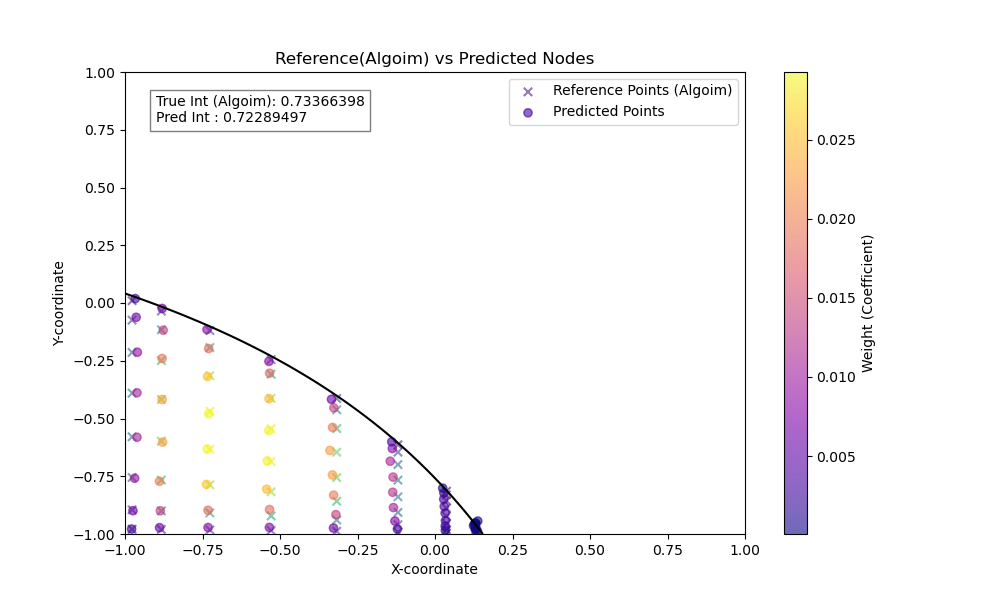 Reference(Algoim) vs Predicted Nodes
True Int (Algoim): 0.73366398
Pred Int : 0.72289497
Reference Points (Algoim)
Predicted Points
Y-coordinate
1.00
0.75
0.50
0.25
0.00
−0.25
−0.50
−0.75
−1.00
−1.00 −0.75 −0.50 −0.25 0.00 0.25 0.50 0.75 1.00
X-coordinate
0.025
0.020
0.015
0.010
0.005
Weight (Coefficient)